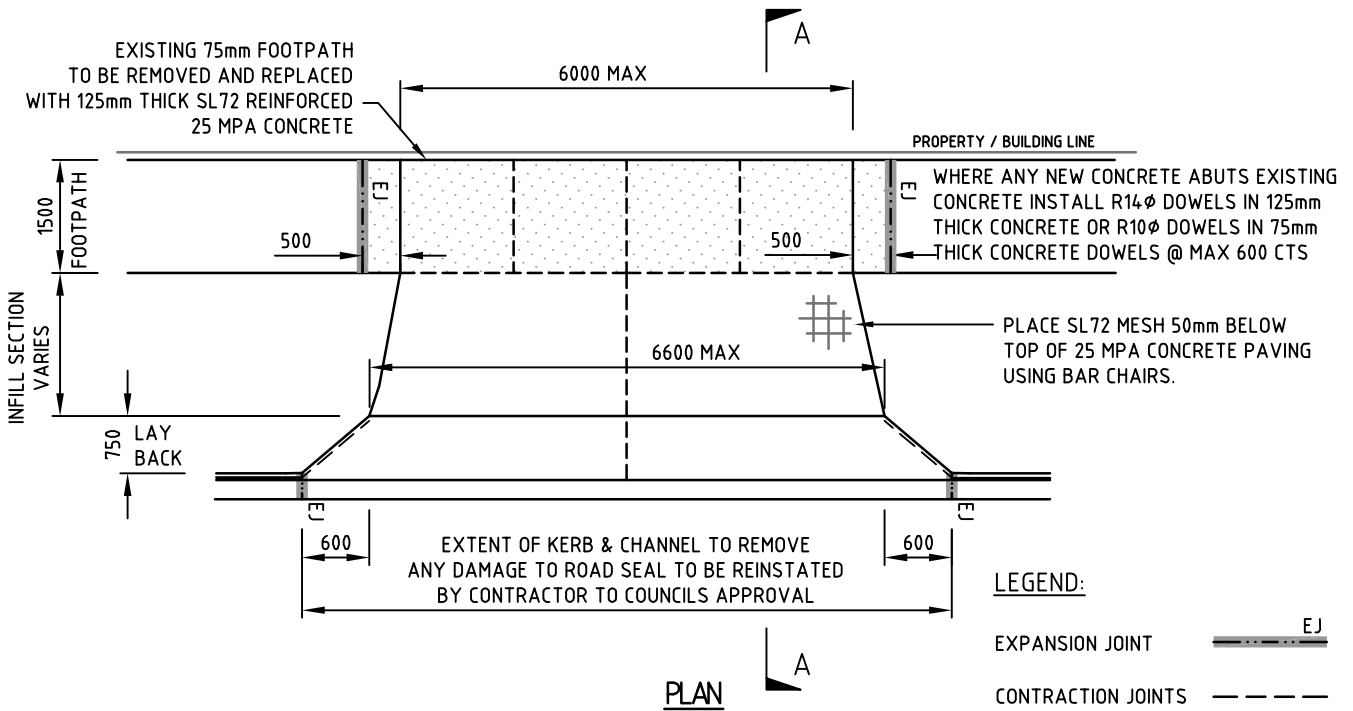 A
EXISTING 75mm FOOTPATH
TO BE REMOVED AND REPLACED
WITH 125mm THICK SL72 REINFORCED
25 MPA CONCRETE
6000 MAX
PROPERTY / BUILDING LINE
1500
FOOTPATH
EJ
EJ
500
500
WHERE ANY NEW CONCRETE ABUTS EXISTING
CONCRETE INSTALL R14Ø DOWELS IN 125mm
THICK CONCRETE OR R10Ø DOWELS IN 75mm
THICK CONCRETE DOWELS @ MAX 600 CTS
INFILL SECTION
VARIES
6600 MAX
PLACE SL72 MESH 50mm BELOW
TOP OF 25 MPA CONCRETE PAVING
USING BAR CHAIRS.
750
LAY
BACK
EJ
EJ
600
600
EXTENT OF KERB & CHANNEL TO REMOVE
ANY DAMAGE TO ROAD SEAL TO BE REINSTATED
BY CONTRACTOR TO COUNCILS APPROVAL
LEGEND:
EXPANSION JOINT
EJ
CONTRACTION JOINTS
A
PLAN